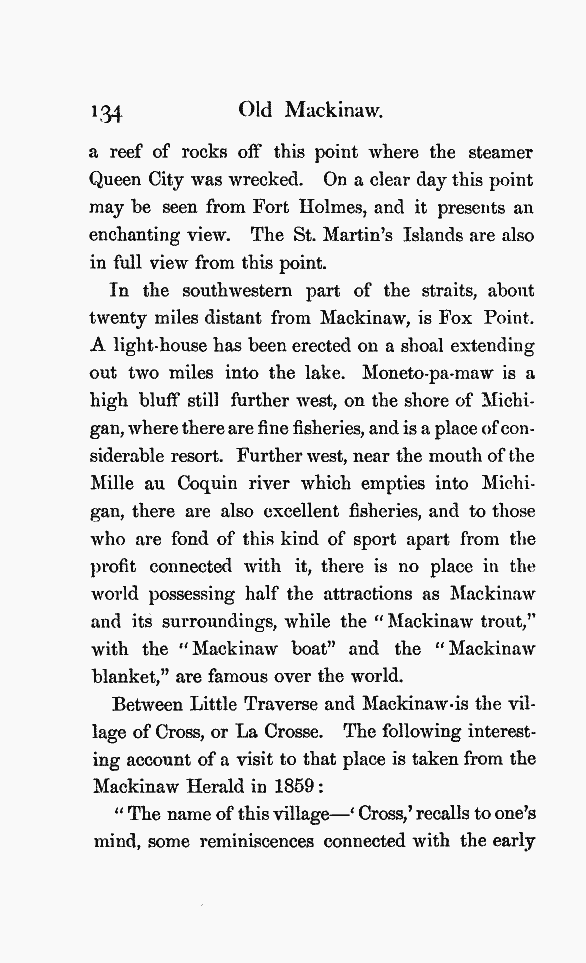 134 Old Mackinaw.
a reef of rocks off this point where the steamer
Queen City was wrecked. On a clear day this point
may be seen from Fort Holmes, and it presents an
enchanting view. The St. Martin's Islands are also
in full view from this point.
In the southwestern part of the straits, about
twenty miles distant from Mackinaw, is Fox Point.
A light-house has been erected on a shoal extending
out two miles into the lake. Moneto-pa-maw is a
high bluff still further west, on the shore of Michi-
gan, where there are fine fisheries, and is a place of con-
siderable resort. Further west, near the mouth of the
Mille au Coquin river which empties into Michi-
gan, there are also excellent fisheries, and to those
who are fond of this kind of sport apart from the
profit connected with it, there is no place in the
world possessing half the attractions as Mackinaw
and its surroundings, while the "Mackinaw trout,"
with the "Mackinaw boat" and the "Mackinaw
blanket," are famous over the world.
Between Little Traverse and Mackinaw·is the vil-
lage of Cross, or La Crosse. The following interest-
ing account of a visit to that place is taken from the
Mackinaw Herald in 1859:
"The name of this village—'Cross,' recalls to one's
mind, some reminiscences connected with the early